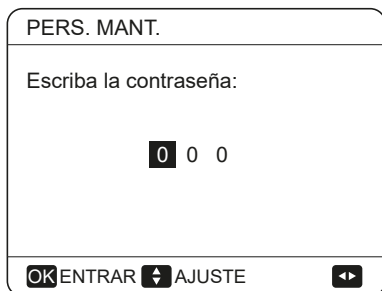 PERS. MANT.
Escriba la contraseña:
0 0 0
OK ENTRAR AJUSTE